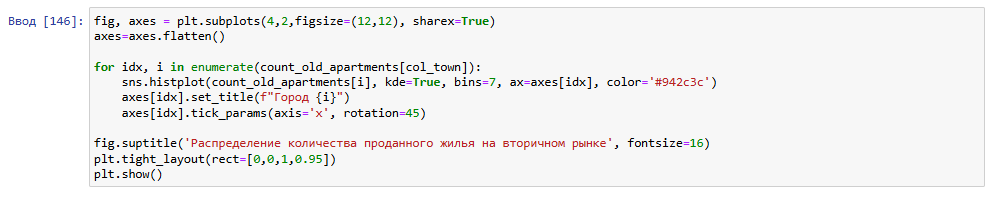 Ввод [146]: fig, axes = plt.subplots(4,2,figsize=(12,12), sharex=True)
axes=axes.flatten()

for idx, i in enumerate(count_old_apartments[col_town]):
    sns.histplot(count_old_apartments[i], kde=True, bins=7, ax=axes[idx], color='#942c3c')
    axes[idx].set_title(f"Город {i}")
    axes[idx].tick_params(axis='x', rotation=45)

fig.suptitle('Распределение количества проданного жилья на вторичном рынке', fontsize=16)
plt.tight_layout(rect=[0,0,1,0.95])
plt.show()